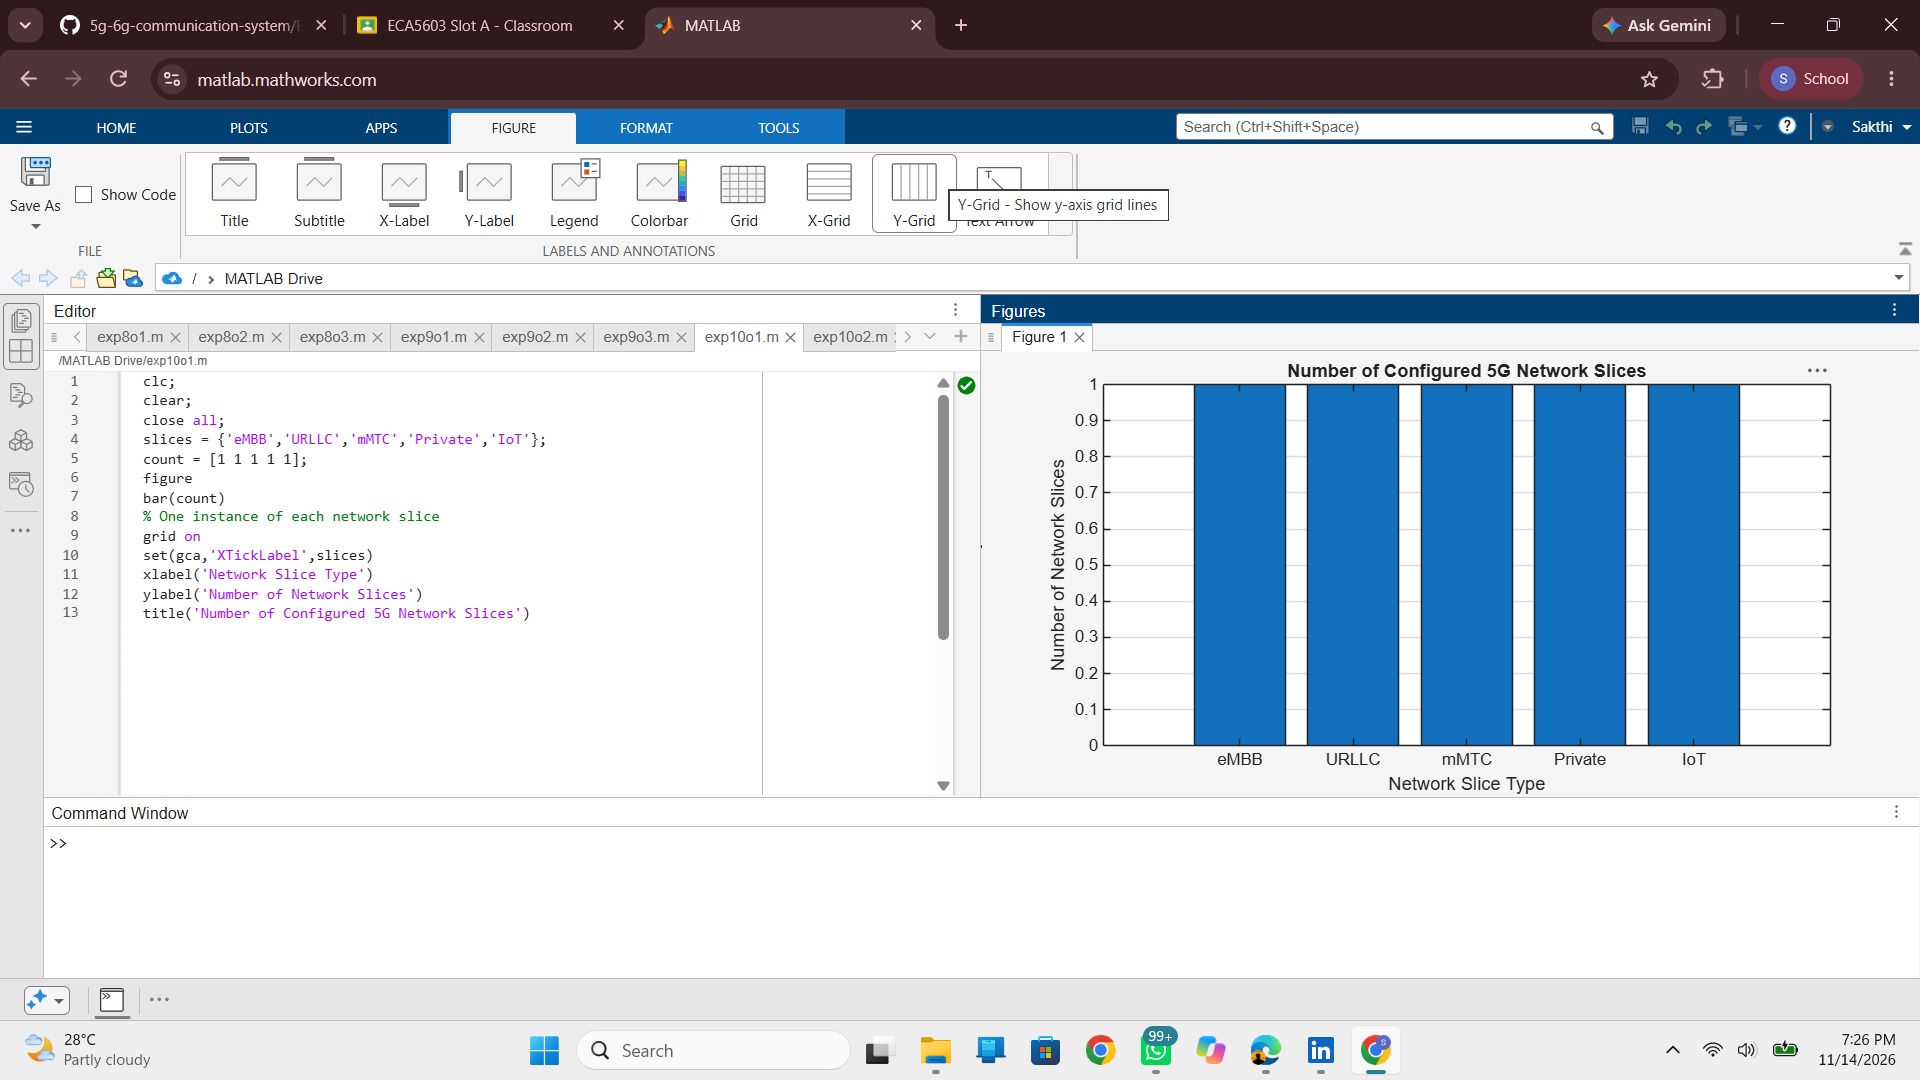 5g-6g-communication-system/
ECA5603 Slot A - Classroom
MATLAB
Ask Gemini
matlab.mathworks.com
S School
HOME
PLOTS
APPS
FIGURE
FORMAT
TOOLS
Search (Ctrl+Shift+Space)
Sakthi
Save As
Show Code
FILE
Title
Subtitle
X-Label
Y-Label
Legend
Colorbar
Grid
X-Grid
Y-Grid
Text Arrow
Y-Grid - Show y-axis grid lines
LABELS AND ANNOTATIONS
/ › MATLAB Drive
Editor
exp8o1.m
exp8o2.m
exp8o3.m
exp9o1.m
exp9o2.m
exp9o3.m
exp10o1.m
exp10o2.m
/MATLAB Drive/exp10o1.m
1 clc;
2 clear;
3 close all;
4 slices = {'eMBB','URLLC','mMTC','Private','IoT'};
5 count = [1 1 1 1 1];
6 figure
7 bar(count)
8 % One instance of each network slice
9 grid on
10 set(gca,'XTickLabel',slices)
11 xlabel('Network Slice Type')
12 ylabel('Number of Network Slices')
13 title('Number of Configured 5G Network Slices')
Figures
Figure 1
Number of Configured 5G Network Slices
Number of Network Slices
1
0.9
0.8
0.7
0.6
0.5
0.4
0.3
0.2
0.1
0
eMBB
URLLC
mMTC
Private
IoT
Network Slice Type
Command Window
>>
28°C
Partly cloudy
Search
99+
7:26 PM
11/14/2026